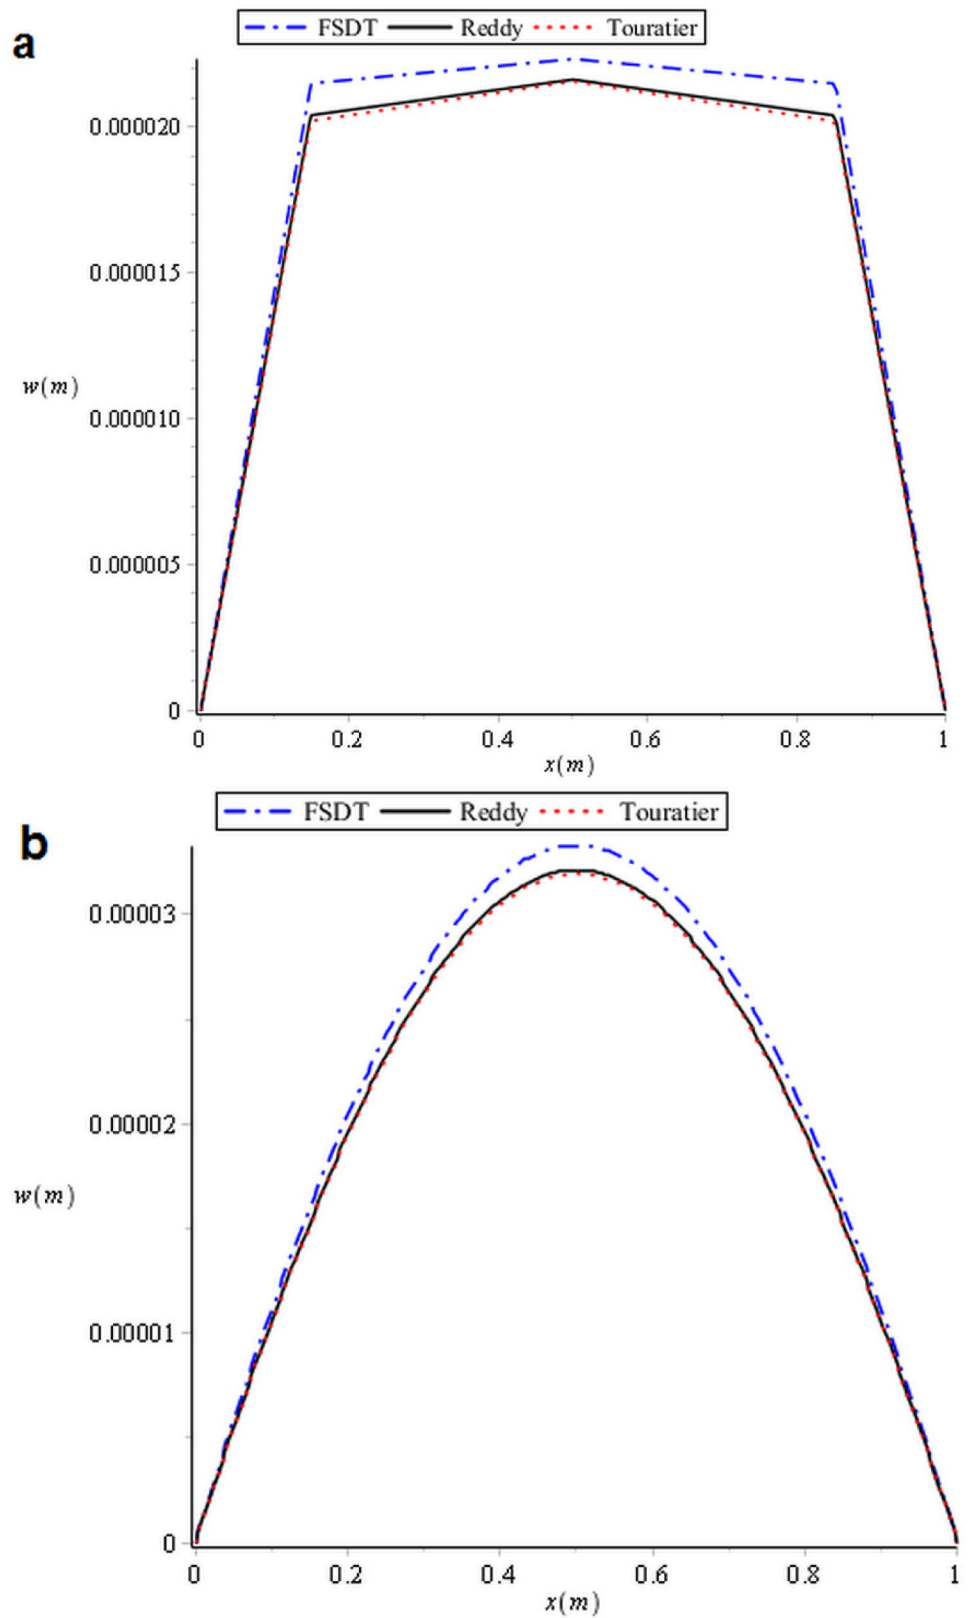 a
FSDT Reddy Touratier
0.000020
0.000015
w(m)
0.000010
0.000005
0
0 0.2 0.4 0.6 0.8 1
x(m)
b
FSDT Reddy Touratier
0.00003
0.00002
w(m)
0.00001
0
0 0.2 0.4 0.6 0.8 1
x(m)